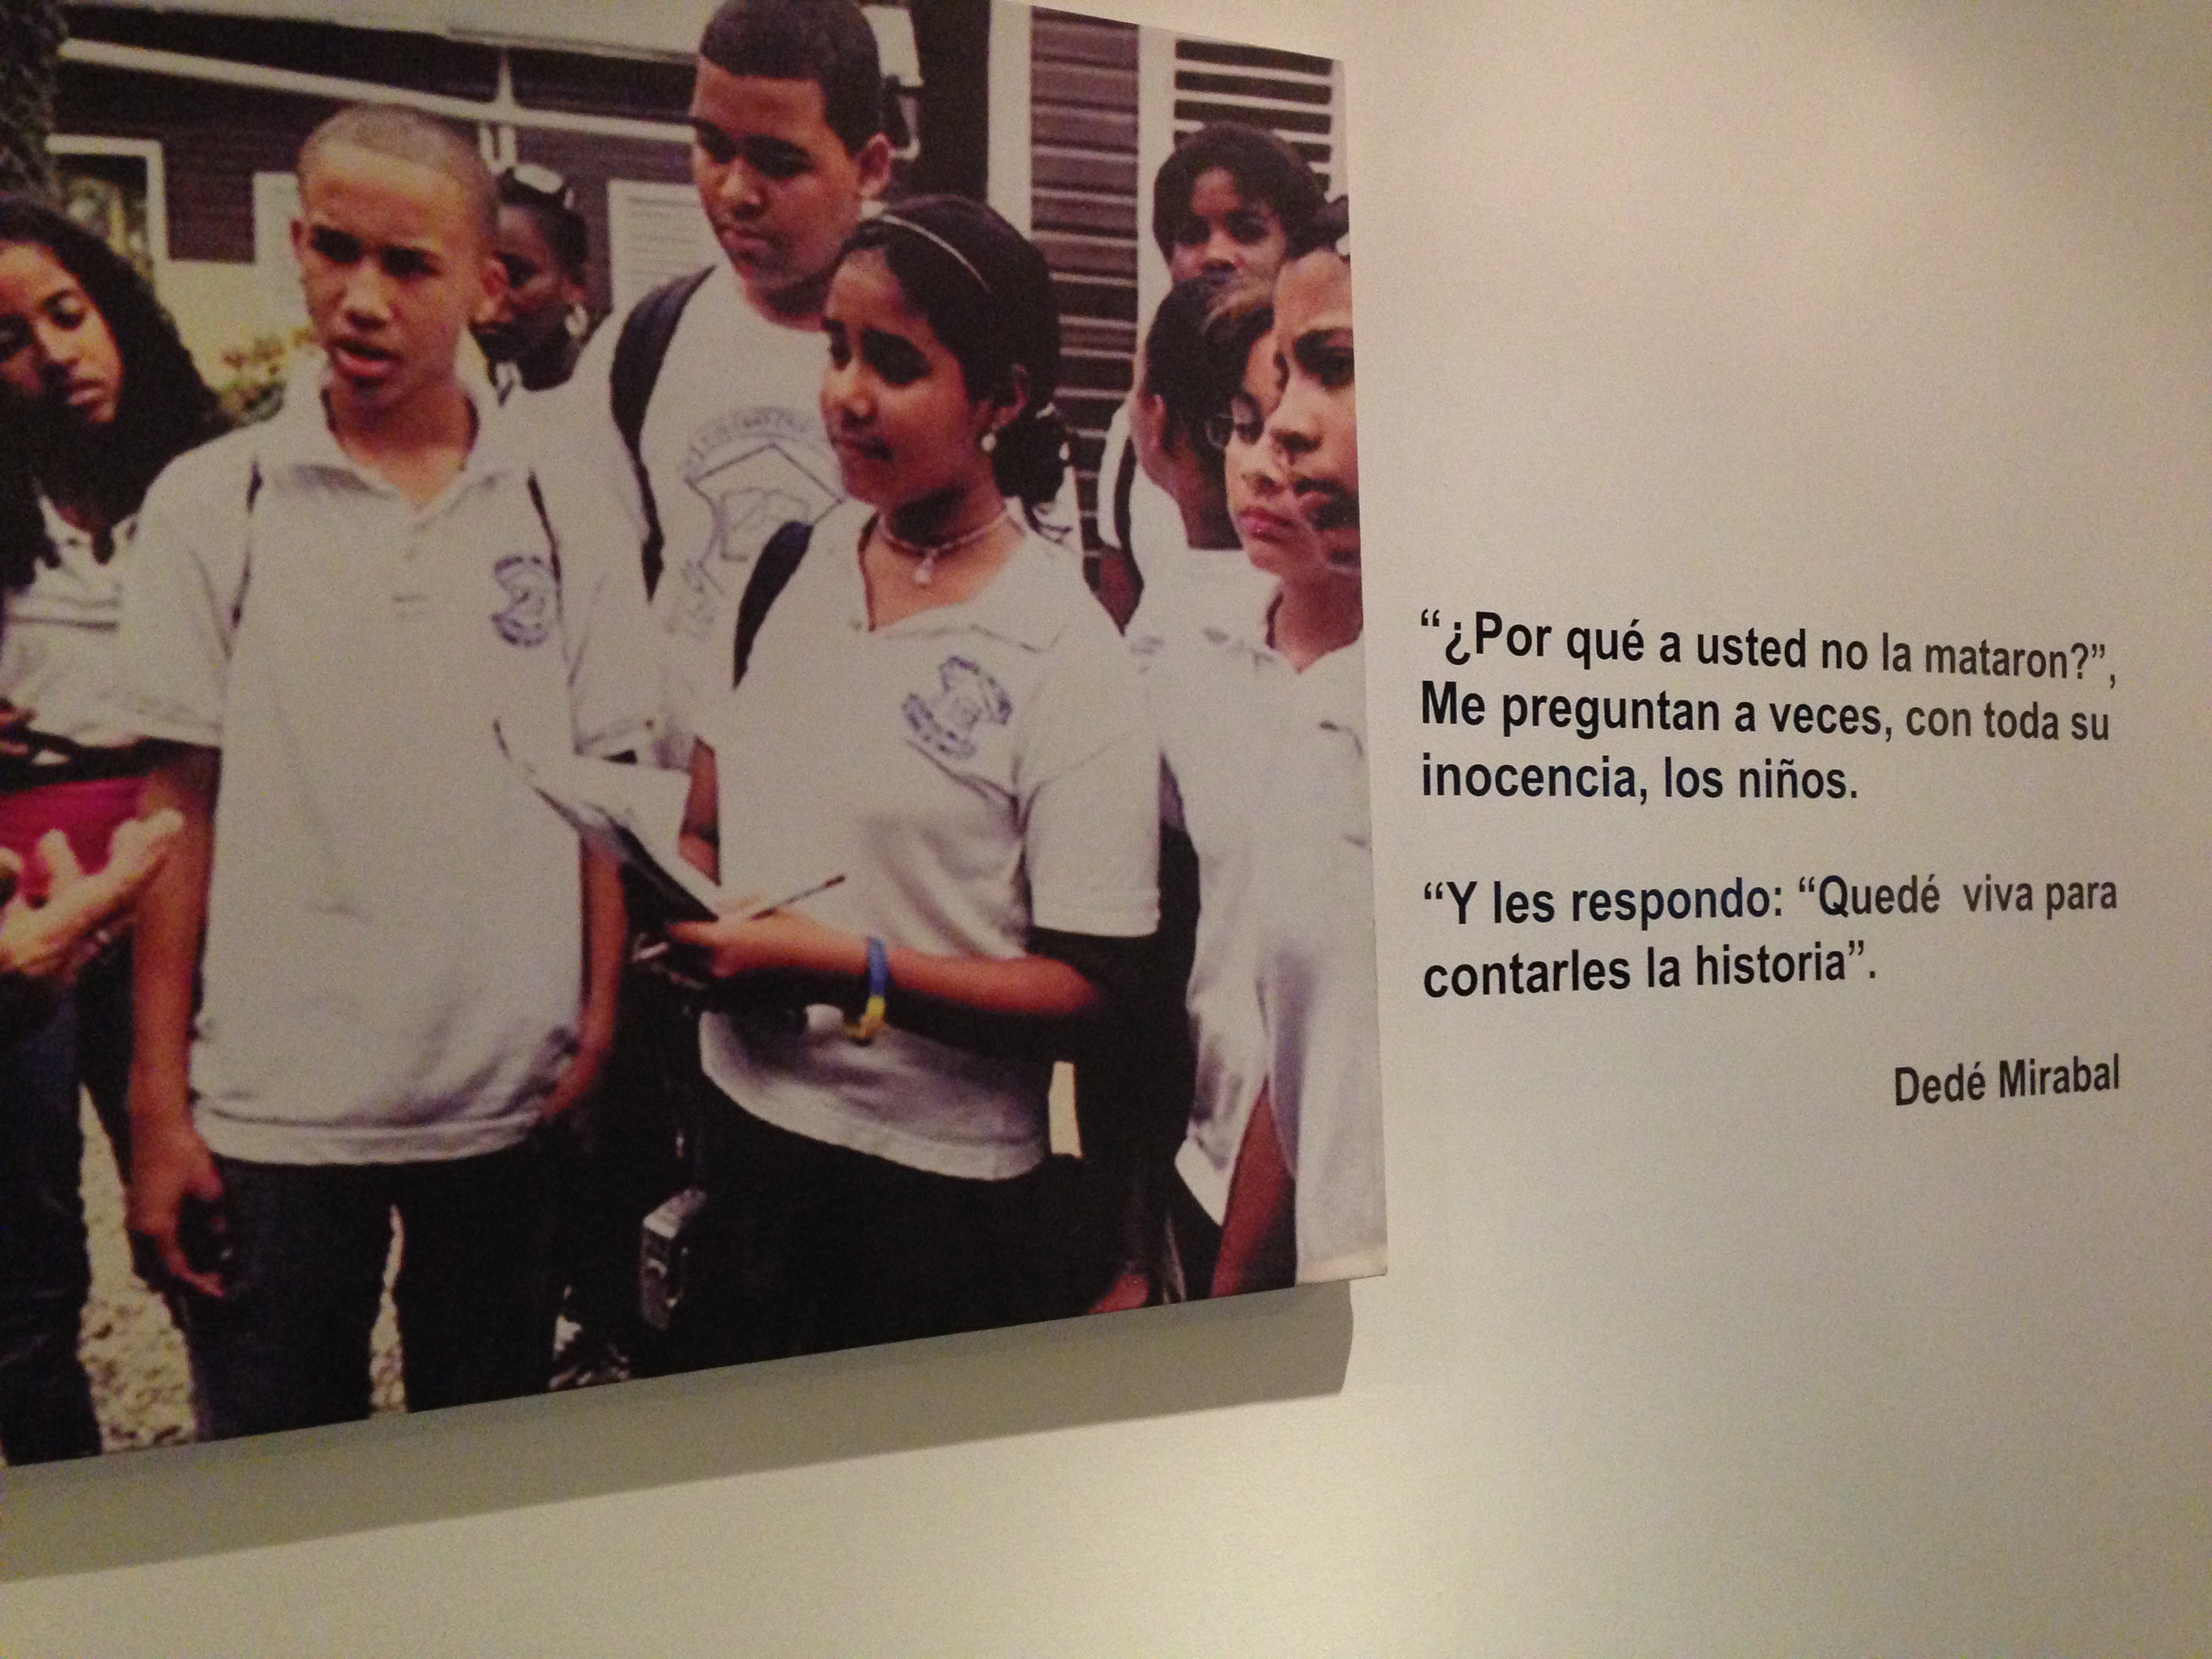 “¿Por qué a usted no la mataron?”,
Me preguntan a veces, con toda su
inocencia, los niños.
“Y les respondo: “Quedé viva para
contarles la historia”.
Dedé Mirabal